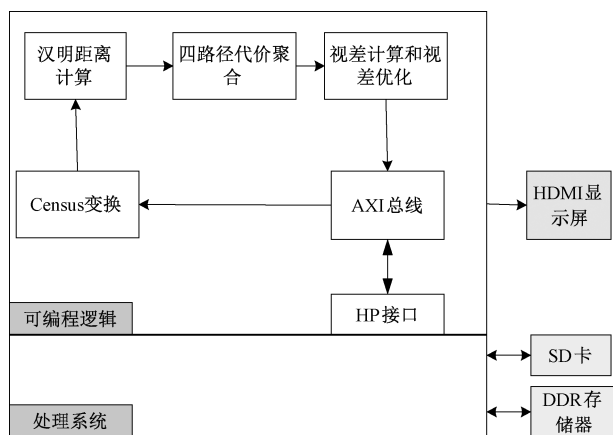 汉明距离
计算
四路径代价聚
合
视差计算和视
差优化
Census变换
AXI总线
HDMI显
示屏
可编程逻辑
HP接口
SD卡
处理系统
DDR存
储器